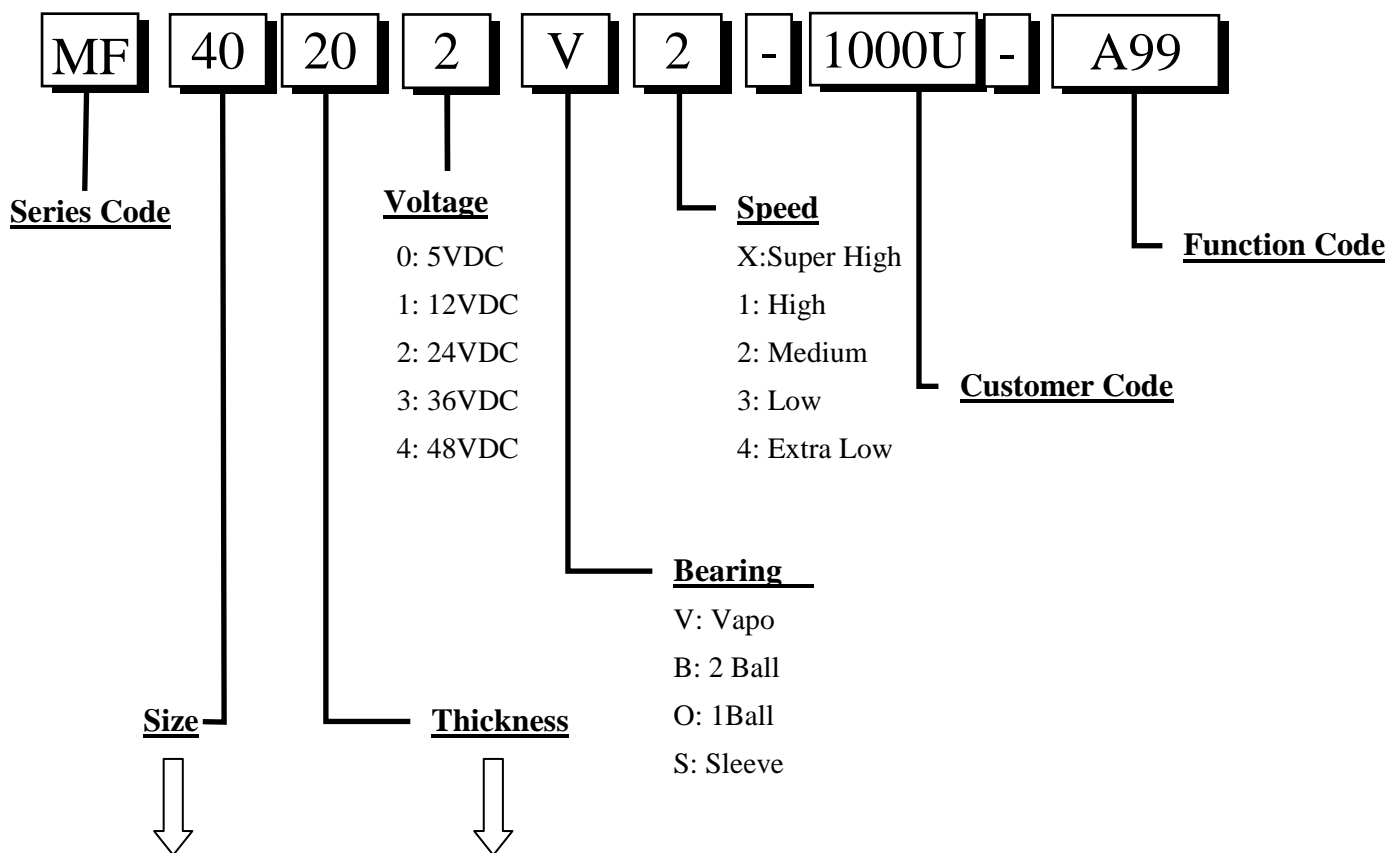 MF 40 20 2 V 2 - 1000U - A99
Series Code
Voltage
0: 5VDC
1: 12VDC
2: 24VDC
3: 36VDC
4: 48VDC
Speed
X:Super High
1: High
2: Medium
3: Low
4: Extra Low
Function Code
Customer Code
Bearing
V: Vapo
B: 2 Ball
O: 1Ball
S: Sleeve
Size
Thickness